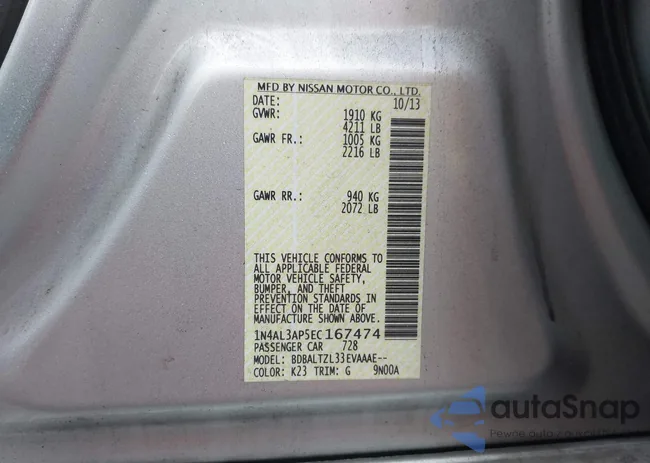 MFD BY NISSAN MOTOR CO., LTD.
DATE: 10/13
GVWR: 1910 KG
4211 LB
GAWR FR.: 1005 KG
2216 LB
GAWR RR.: 940 KG
2072 LB
THIS VEHICLE CONFORMS TO
ALL APPLICABLE FEDERAL
MOTOR VEHICLE SAFETY,
BUMPER, AND THEFT
PREVENTION STANDARDS IN
EFFECT ON THE DATE OF
MANUFACTURE SHOWN ABOVE.
1N4AL3AP5EC167474
PASSENGER CAR 728
MODEL: BDBALTZL33EVAAAE--
COLOR: K23 TRIM: G 9N00A
autoSnap
Pewne auto w